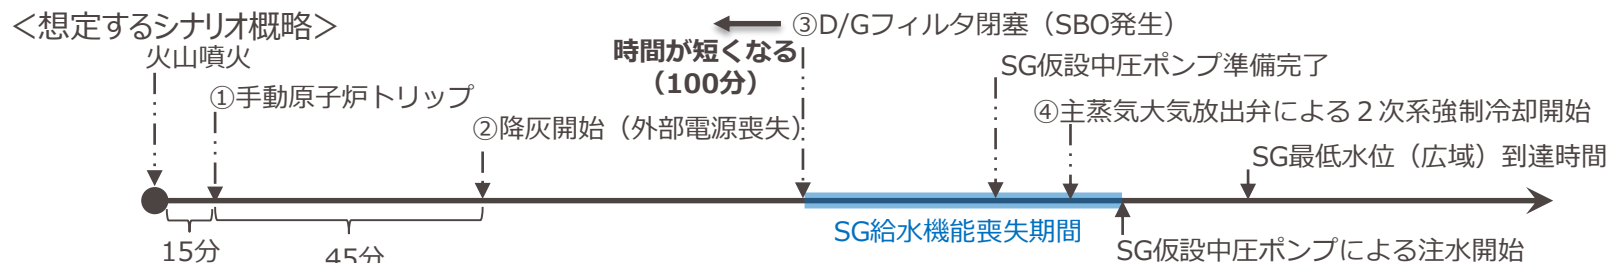 ＜想定するシナリオ概略＞
火山噴火
①手動原子炉トリップ
②降灰開始（外部電源喪失）
時間が短くなる
（100分）
③D/Gフィルタ閉塞（SBO発生）
SG仮設中圧ポンプ準備完了
④主蒸気大気放出弁による２次系強制冷却開始
SG最低水位（広域）到達時間
15分
45分
SG給水機能喪失期間
SG仮設中圧ポンプによる注水開始